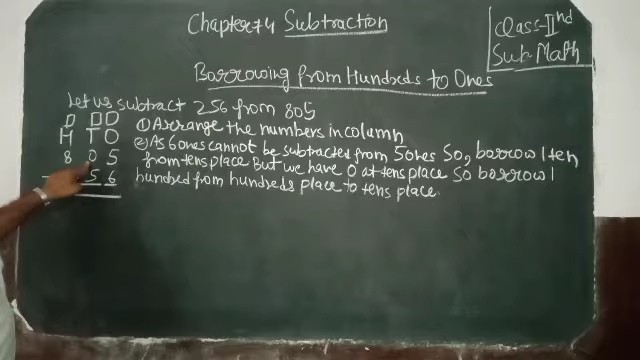 Chapter-4 Subtraction
Class-IInd
Sub-Math
Borrowing from Hundreds to Ones
Let us subtract 256 from 805
H T O
8 0 5
5 6
① Arrange the numbers in column
② As 6 ones cannot be subtracted from 5 ones So, borrow 1 ten
from tens place But we have 0 at tens place So borrow 1
hundred from hundreds place to tens place.